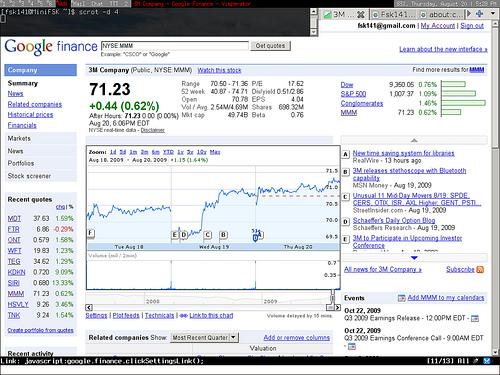 3M Company - Vimperator
Thursday, August 20 | 5:28 PM
[fsk141@MiniFSK ~]$ scrot -d 4
3M ...
Fsk141...
about:c...
fsk141@gmail.com | My Account | Sign out
Google finance
NYSE:MMM
Get quotes
Example: "CSCO" or "Google"
Learn about the new interface »
Company
Summary
News
Related companies
Historical prices
Financials
Markets
News
Portfolios
Stock screener
Recent quotes
chg | %
MDT 37.63 1.59%
FTR 6.86 -0.29%
ONT 0.579 1.58%
WFT 19.83 1.23%
TEG 34.62 1.29%
KDKN 0.720 9.09%
SIRI 0.680 13.33%
MMM 71.23 0.62%
HSVLY 9.26 3.46%
TNK 9.24 1.54%
Create portfolio from quotes
Recent activity
3M Company (Public, NYSE:MMM) Watch this stock
Find more results for MMM
71.23
+0.44 (0.62%)
After Hours: 71.23 0.00 (0.00%)
Aug 20, 6:06PM EDT
NYSE real-time data - Disclaimer
Range 70.50 - 71.36
52 week 40.87 - 74.71
Open 70.78
Vol / Avg. 2.54M/4.69M
Mkt cap 49.74B
P/E 17.62
Div/yield 0.51/2.86
EPS 4.04
Shares 698.32M
Beta 0.76
Dow 9,350.05 0.76%
S&P 500 1,007.37 1.09%
Conglomerates 1.46%
MMM 71.23 0.62%
Zoom: 1d 5d 1m 3m 6m YTD 1y 5y 10y Max
Aug 18, 2009 - Aug 20, 2009 +1.15 (1.64%)
71.5
71.0
70.5
70.0
69.5
F
E
D
C
B
A
Tue Aug 18
Wed Aug 19
Thu Aug 20
Volume (mil / 2min)
0.7
0.35
2008
2009
Settings | Plot feeds | Technicals | Link to this chart
Volume delayed by 15 mins.
Related companies Show: Most Recent Quarter
Add or remove columns
Valuation
A New time saving system for libraries
RealWire - 13 hours ago
B 3M releases stethoscope with Bluetooth
capability
MSN Money - Aug 19, 2009
C Unusual 11 Mid-Day Movers 8/19: SPDE,
CERS, OTIX, ISR, AXL, Higher; GENT, PSTI...
StreetInsider.com - Aug 19, 2009
D Schaeffer's Daily Option Blog
Schaeffers Research - Aug 19, 2009
E 3M to Participate in Upcoming Investor
Conference
All news for 3M Company »
Subscribe
Events
Add MMM to my calendars
Oct 22, 2009
Q3 2009 Earnings Release - 12:00PM EDT -
Oct 22, 2009
Q3 2009 Earnings Conference Call - 9:00AM EDT
-
Link: javascript:google.finance.clickSettingsLink();
[11/13] All